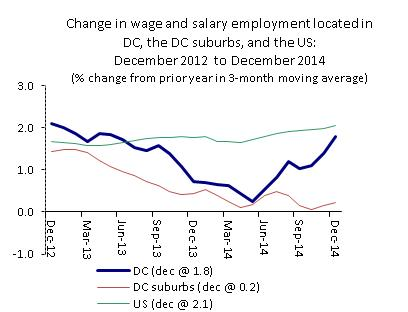 Change in wage and salary employment located in
DC, the DC suburbs, and the US:
December 2012 to December 2014
(% change from prior year in 3-month moving average)
3.0
2.0
1.0
0.0
-1.0
Dec-12
Mar-13
Jun-13
Sep-13
Dec-13
Mar-14
Jun-14
Sep-14
Dec-14
DC (dec @ 1.8)
DC suburbs (dec @ 0.2)
US (dec @ 2.1)